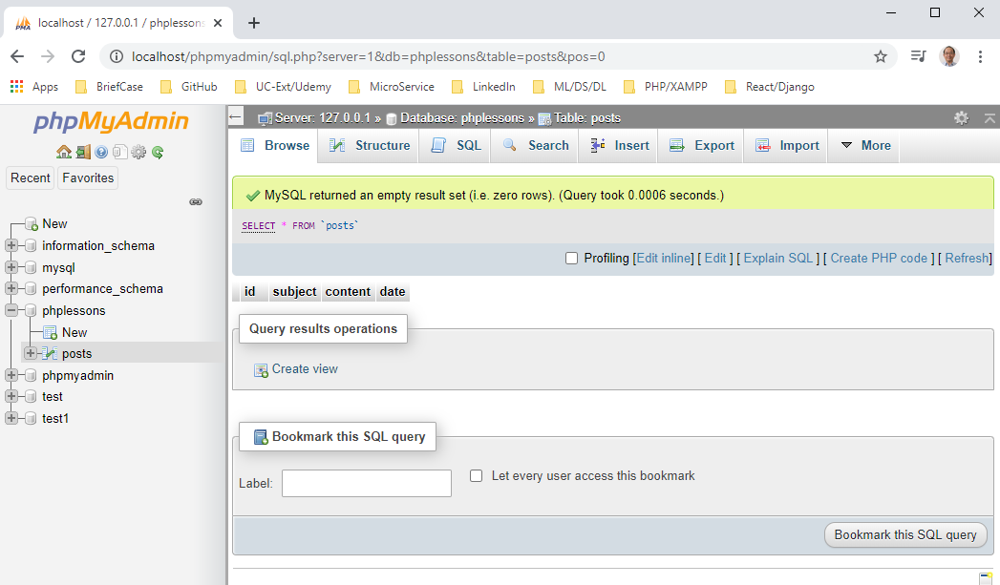 localhost / 127.0.0.1 / phplessons
localhost/phpmyadmin/sql.php?server=1&db=phplessons&table=posts&pos=0
Apps BriefCase GitHub UC-Ext/Udemy MicroService LinkedIn ML/DS/DL PHP/XAMPP React/Django
phpMyAdmin
Recent Favorites
New
information_schema
mysql
performance_schema
phplessons
New
posts
phpmyadmin
test
test1
Server: 127.0.0.1 » Database: phplessons » Table: posts
Browse Structure SQL Search Insert Export Import More
MySQL returned an empty result set (i.e. zero rows). (Query took 0.0006 seconds.)
SELECT * FROM `posts`
Profiling [Edit inline] [ Edit ] [ Explain SQL ] [ Create PHP code ] [ Refresh]
id subject content date
Query results operations
Create view
Bookmark this SQL query
Label: Let every user access this bookmark
Bookmark this SQL query